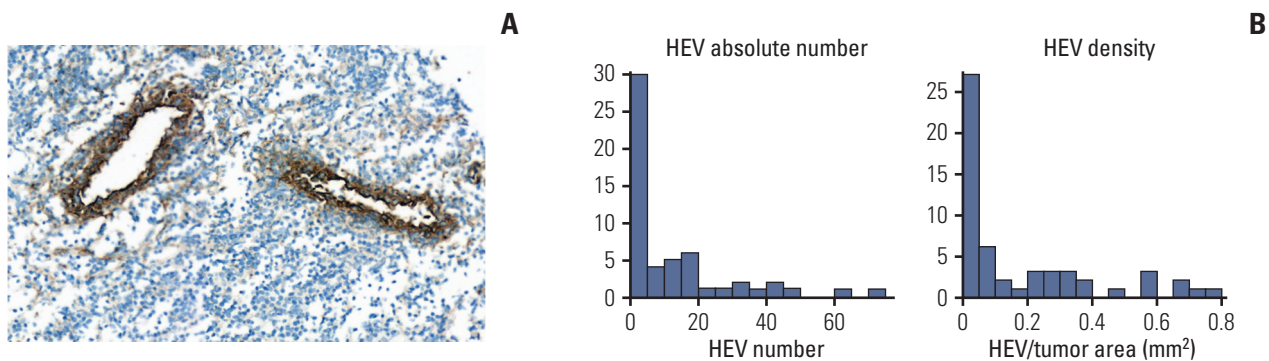 A
B
HEV absolute number
30
25
20
15
10
5
0
0 20 40 60
HEV number
HEV density
25
20
15
10
5
0
0 0.2 0.4 0.6 0.8
HEV/tumor area (mm²)